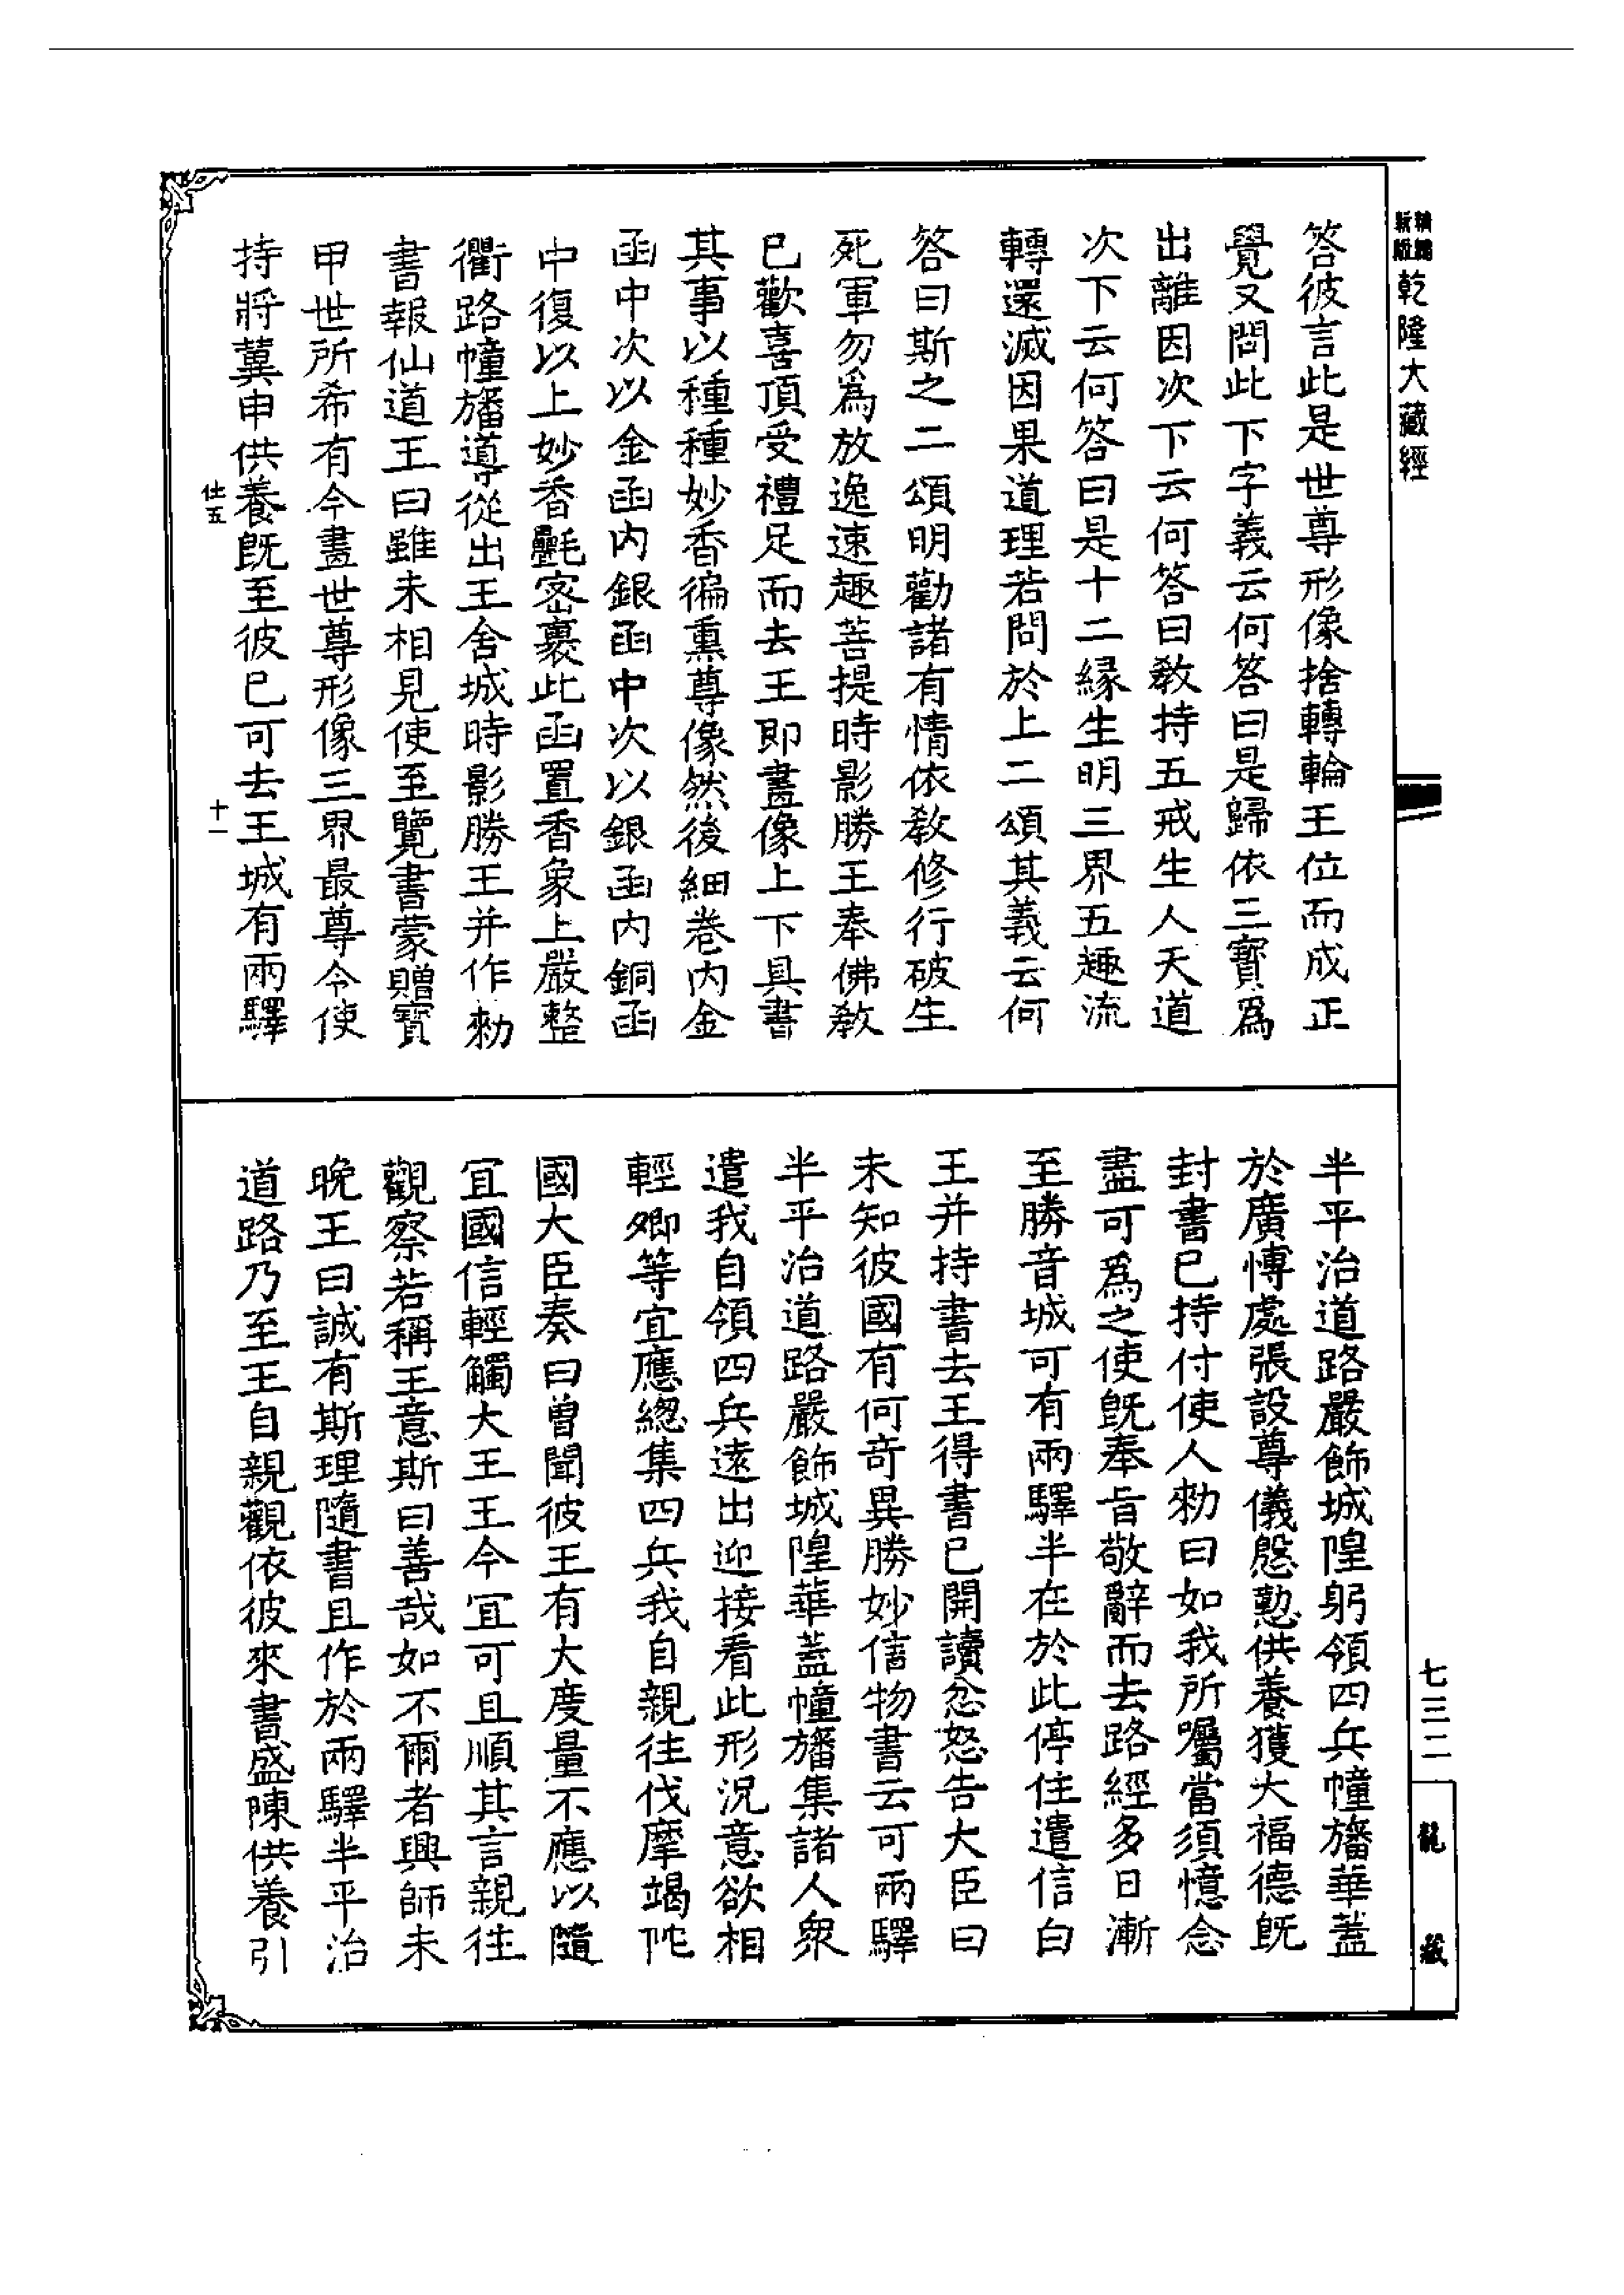 精編新版
乾隆大藏經
答彼言此是世尊形像捨轉輪王位而成正
覺又問此下字義云何答曰是歸依三寶爲
出離因次下云何答曰教持五戒生人天道
次下云何答曰是十二緣生明三界五趣流
轉還滅因果道理若問於上二頌其義云何
答曰斯之二頌明勸諸有情依教修行破生
死軍勿爲放逸速趣菩提時影勝王奉佛教
已歡喜頂受禮足而去王即畫像上下具書
其事以種種妙香徧熏尊像然後細卷內金
函中次以金函內銀函中次以銀函內銅函
中復以上妙香㲲密裹此函置香象上嚴整
衢路幢旛導從出王舍城時影勝王并作勅
書報仙道王曰雖未相見使至覽書蒙贈寶
甲世所希有今畫世尊形像三界最尊令使
持將冀申供養旣至彼已可去王城有兩驛
仕五
十一
半平治道路嚴飾城隍躬領四兵幢旛華蓋
於廣愽處張設尊儀慇懃供養獲大福德旣
封書已持付使人勅曰如我所囑當須憶念
盡可爲之使旣奉旨敬辭而去路經多日漸
至勝音城可有兩驛半在於此停住遣信白
王并持書去王得書已開讀忿怒告大臣曰
未知彼國有何奇異勝妙信物書云可兩驛
半平治道路嚴飾城隍華蓋幢旛集諸人衆
遣我自領四兵遠出迎接看此形況意欲相
輕卿等宜應總集四兵我自親往伐摩竭陀
國大臣奏曰曾聞彼王有大度量不應以隨
宜國信輕觸大王王今宜可且順其言親往
觀察若稱王意斯曰善哉如不爾者興師未
晚王曰誠有斯理隨書且作於兩驛半平治
道路乃至王自親觀依彼來書盛陳供養引
七三二
龍藏